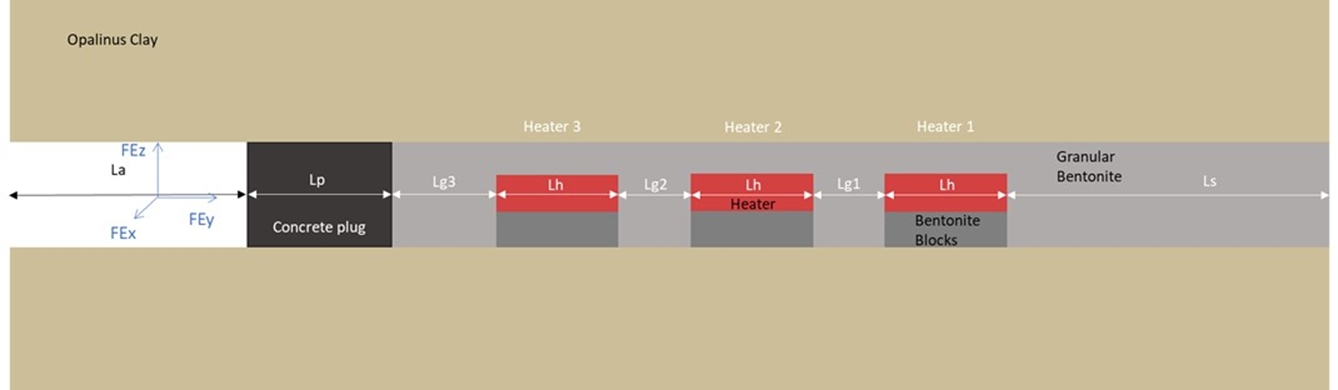 Opalinus Clay
Heater 3
Heater 2
Heater 1
FEz
La
FEy
FEx
Lp
Concrete plug
Lg3
Lh
Lg2
Lh
Heater
Lg1
Lh
Bentonite
Blocks
Granular
Bentonite
Ls